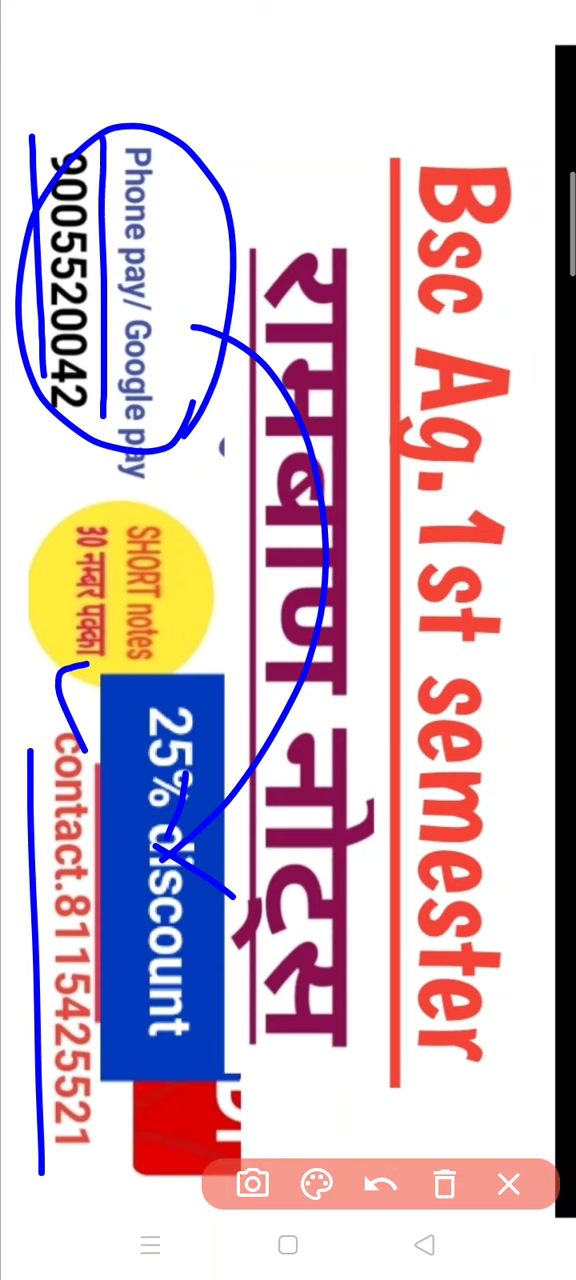 Bsc Ag. 1st semester
रामबाण नोट्स
Phone pay/ Google pay
9005520042
SHORT notes
30 नम्बर पक्का
25% discount
contact.8115425521